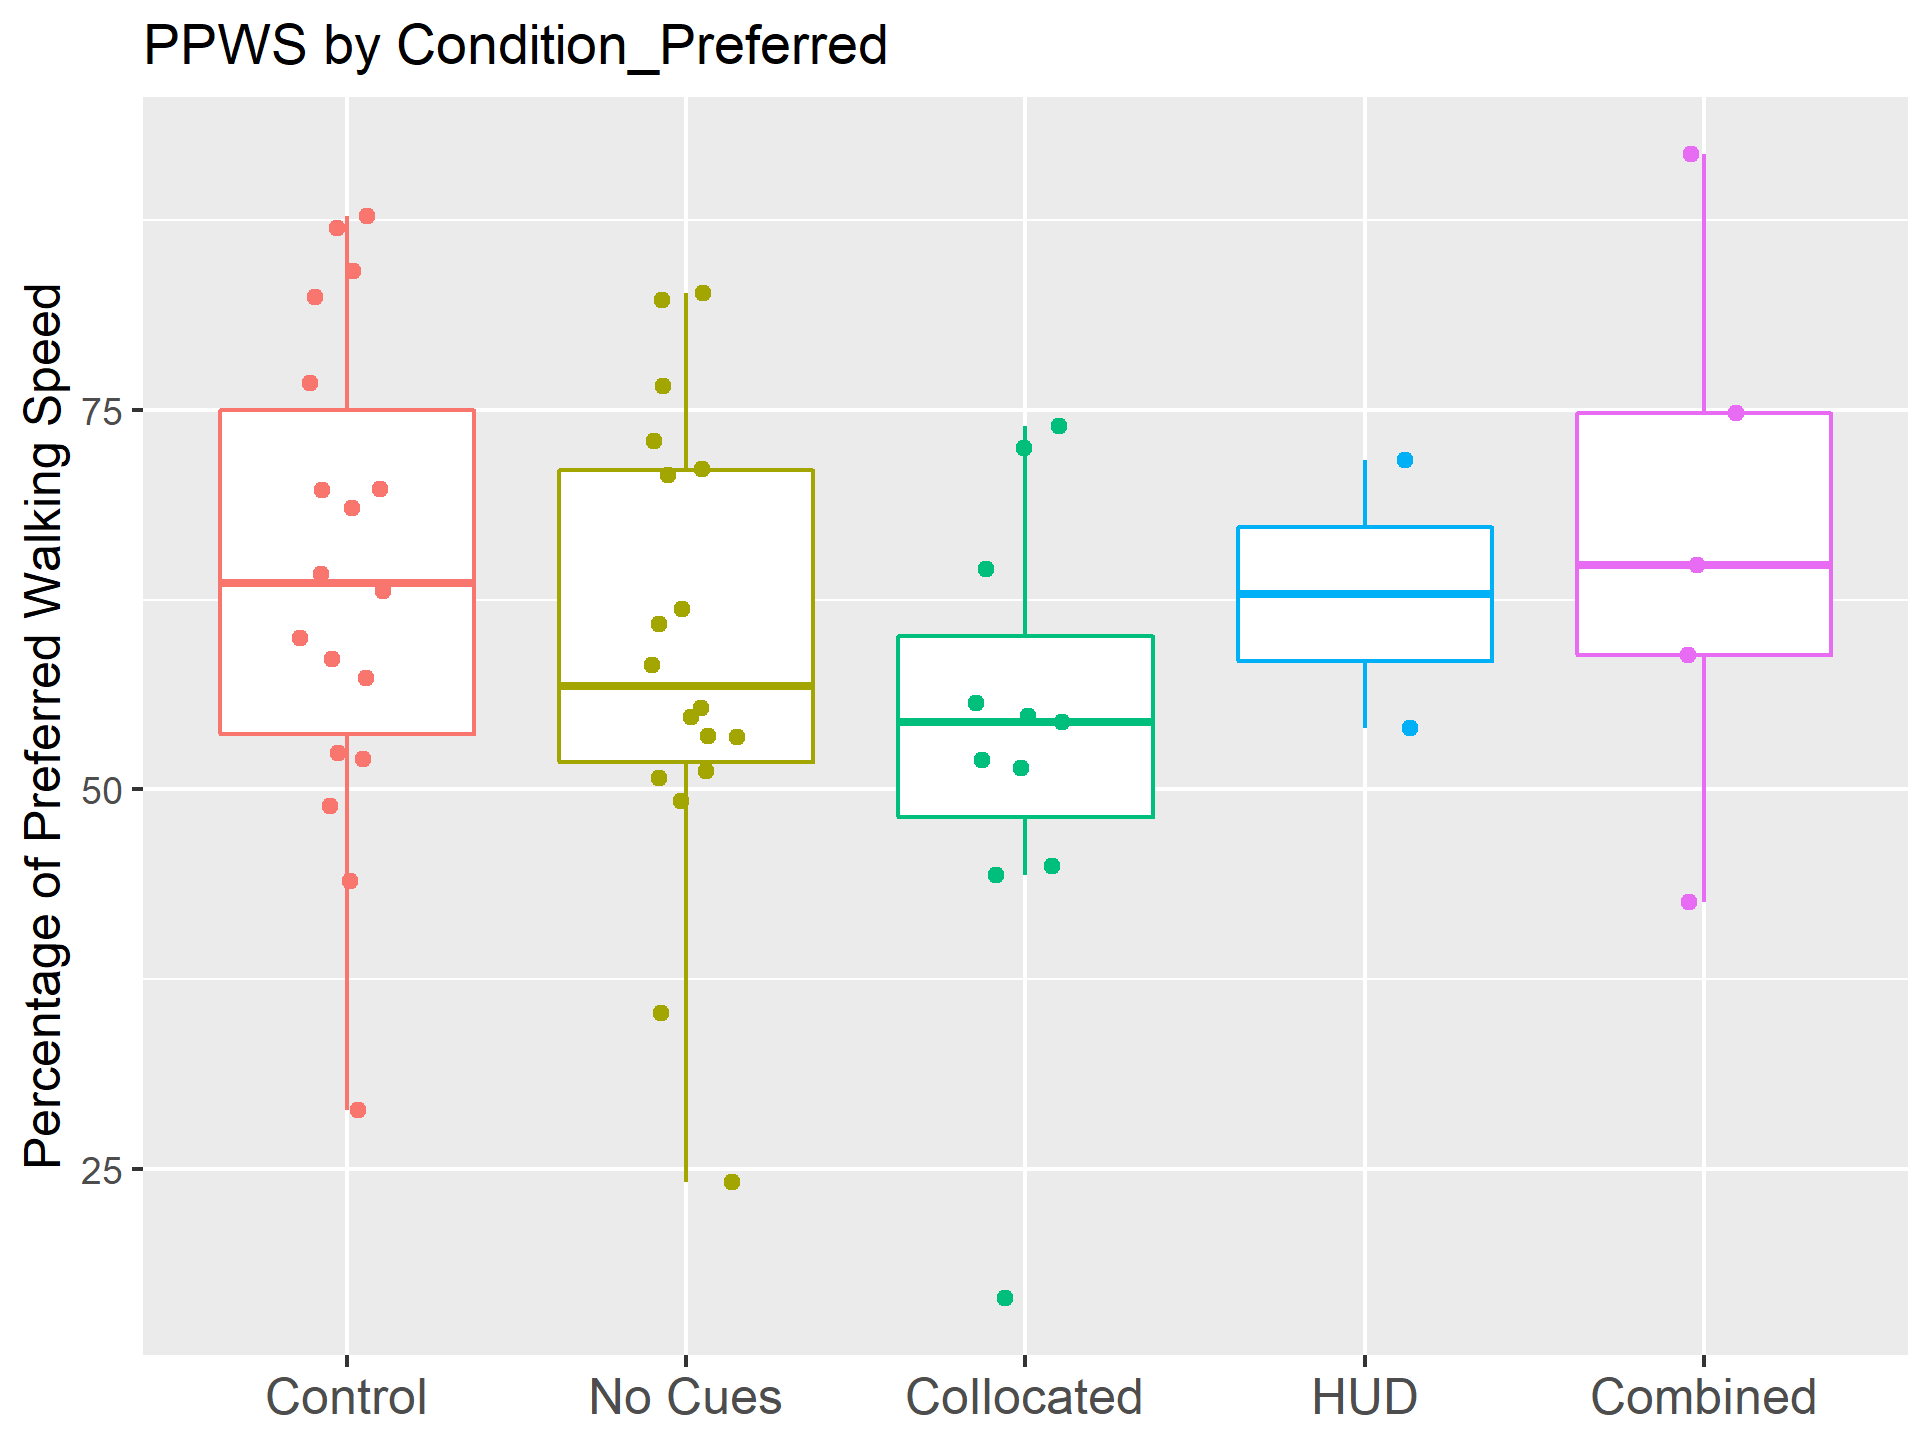 PPWS by Condition_Preferred
Percentage of Preferred Walking Speed
75
50
25
Control
No Cues
Collocated
HUD
Combined